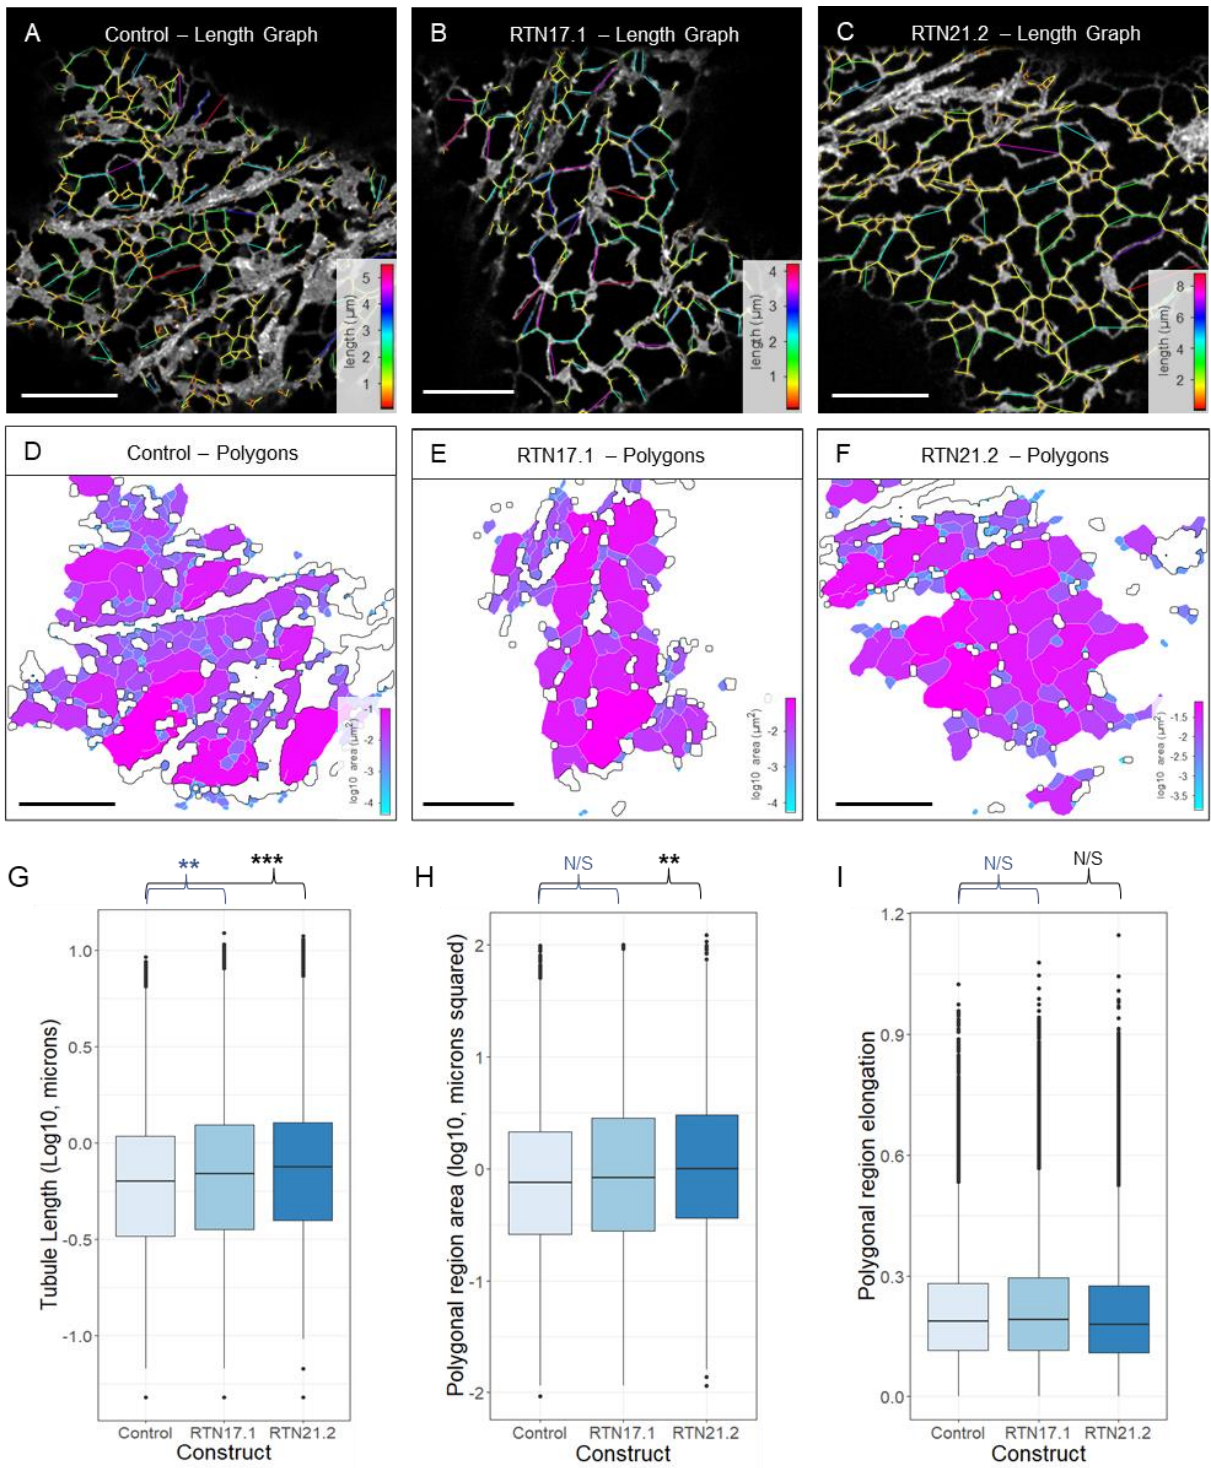 A Control – Length Graph
B RTN17.1 – Length Graph
C RTN21.2 – Length Graph
5
4
3
2
1
length (µm)
4
3
2
1
length (µm)
8
6
4
2
length (µm)
D Control – Polygons
E RTN17.1 – Polygons
F RTN21.2 – Polygons
-1
-2
-3
-4
log10 area (µm²)
-2
-3
-4
log10 area (µm²)
-1.5
-2
-2.5
-3
-3.5
log10 area (µm²)
G
** ***
1.0
0.5
0.0
-0.5
-1.0
Tubule Length (Log10, microns)
Control RTN17.1 RTN21.2
Construct
H
N/S **
2
1
0
-1
-2
Polygonal region area (log10, microns squared)
Control RTN17.1 RTN21.2
Construct
I
N/S N/S
1.2
0.9
0.6
0.3
0.0
Polygonal region elongation
Control RTN17.1 RTN21.2
Construct